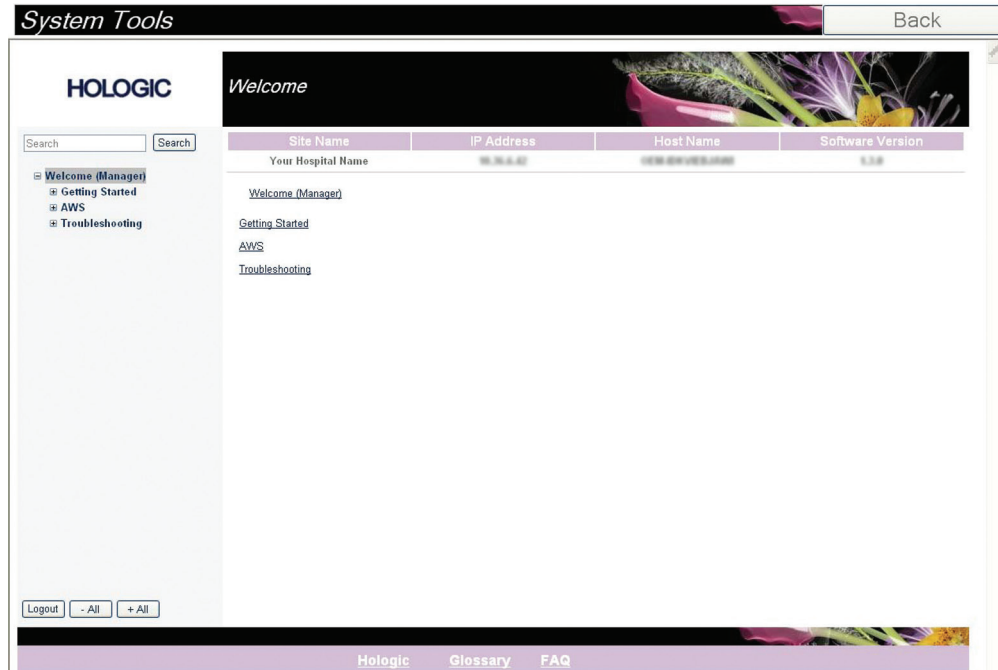 System Tools
Back
HOLOGIC
Welcome
Search
Search
Site Name IP Address Host Name Software Version
Your Hospital Name
Welcome (Manager)
Getting Started
AWS
Troubleshooting
Welcome (Manager)
Getting Started
AWS
Troubleshooting
Logout - All + All
Hologic Glossary FAQ